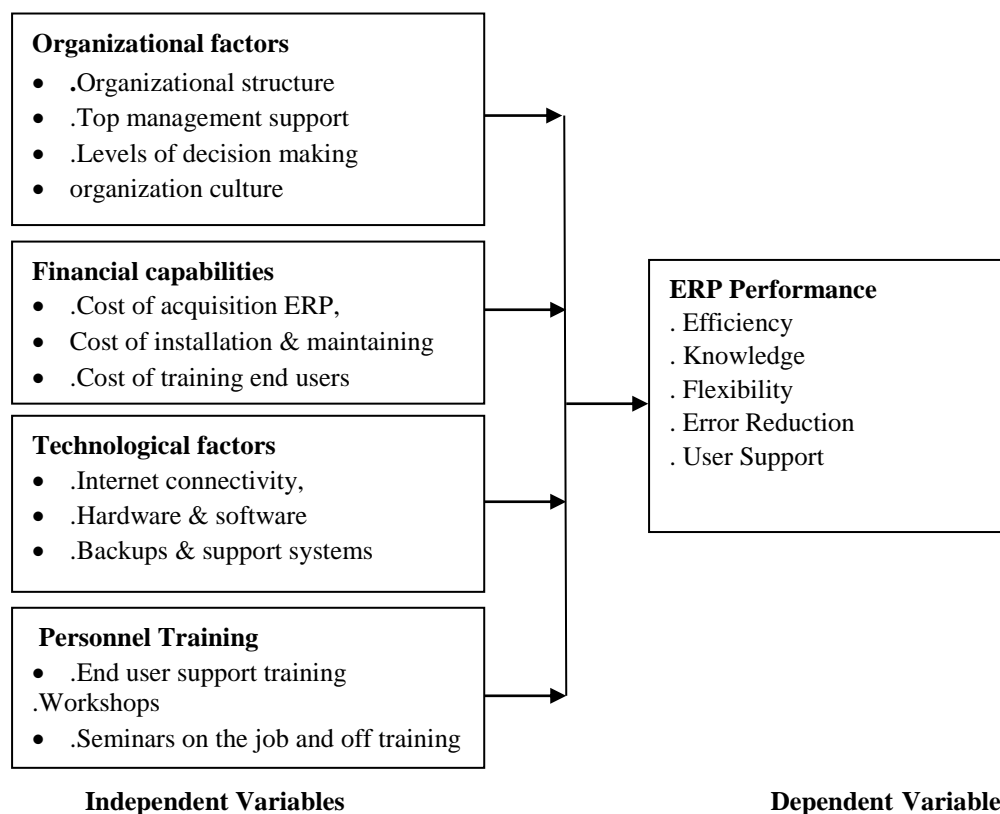 Organizational factors
• .Organizational structure
• .Top management support
• .Levels of decision making
• organization culture
Financial capabilities
• .Cost of acquisition ERP,
• Cost of installation & maintaining
• .Cost of training end users
Technological factors
• .Internet connectivity,
• .Hardware & software
• .Backups & support systems
Personnel Training
• .End user support training
.Workshops
• .Seminars on the job and off training
Independent Variables
ERP Performance
. Efficiency
. Knowledge
. Flexibility
. Error Reduction
. User Support
Dependent Variable